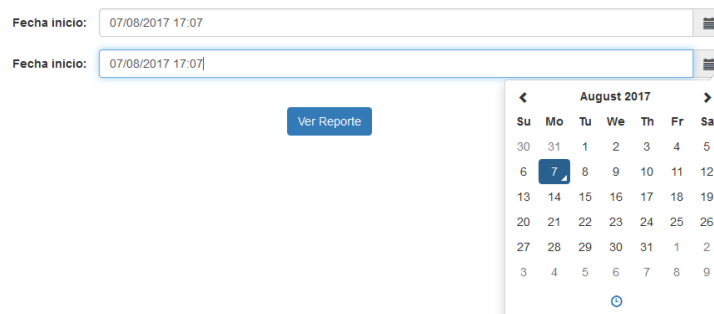 Fecha inicio: 07/08/2017 17:07
Fecha inicio: 07/08/2017 17:07
Ver Reporte
August 2017
Su Mo Tu We Th Fr Sa
30 31 1 2 3 4 5
6 7 8 9 10 11 12
13 14 15 16 17 18 19
20 21 22 23 24 25 26
27 28 29 30 31 1 2
3 4 5 6 7 8 9